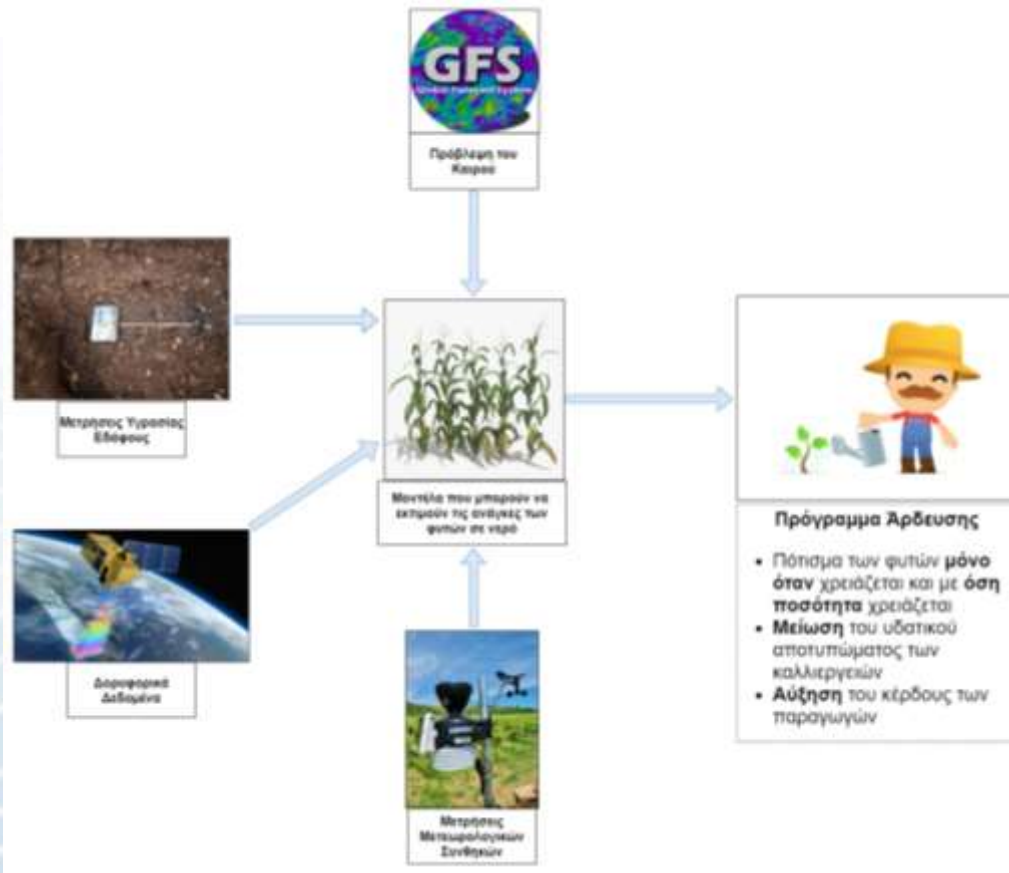 GFS
Πρόβλεψη του
Καιρού
Μετρήσεις Υγρασίας
Εδάφους
Μοντέλα που μπορούν να
εκτιμούν τις ανάγκες των
φυτών σε νερό
Δορυφορικά
Δεδομένα
Μετρήσεις
Μετεωρολογικών
Συνθηκών
Πρόγραμμα Άρδευσης
• Πότισμα των φυτών μόνο
όταν χρειάζεται και με όση
ποσότητα χρειάζεται
• Μείωση του υδατικού
αποτυπώματος των
καλλιεργειών
• Αύξηση του κέρδους των
παραγωγών